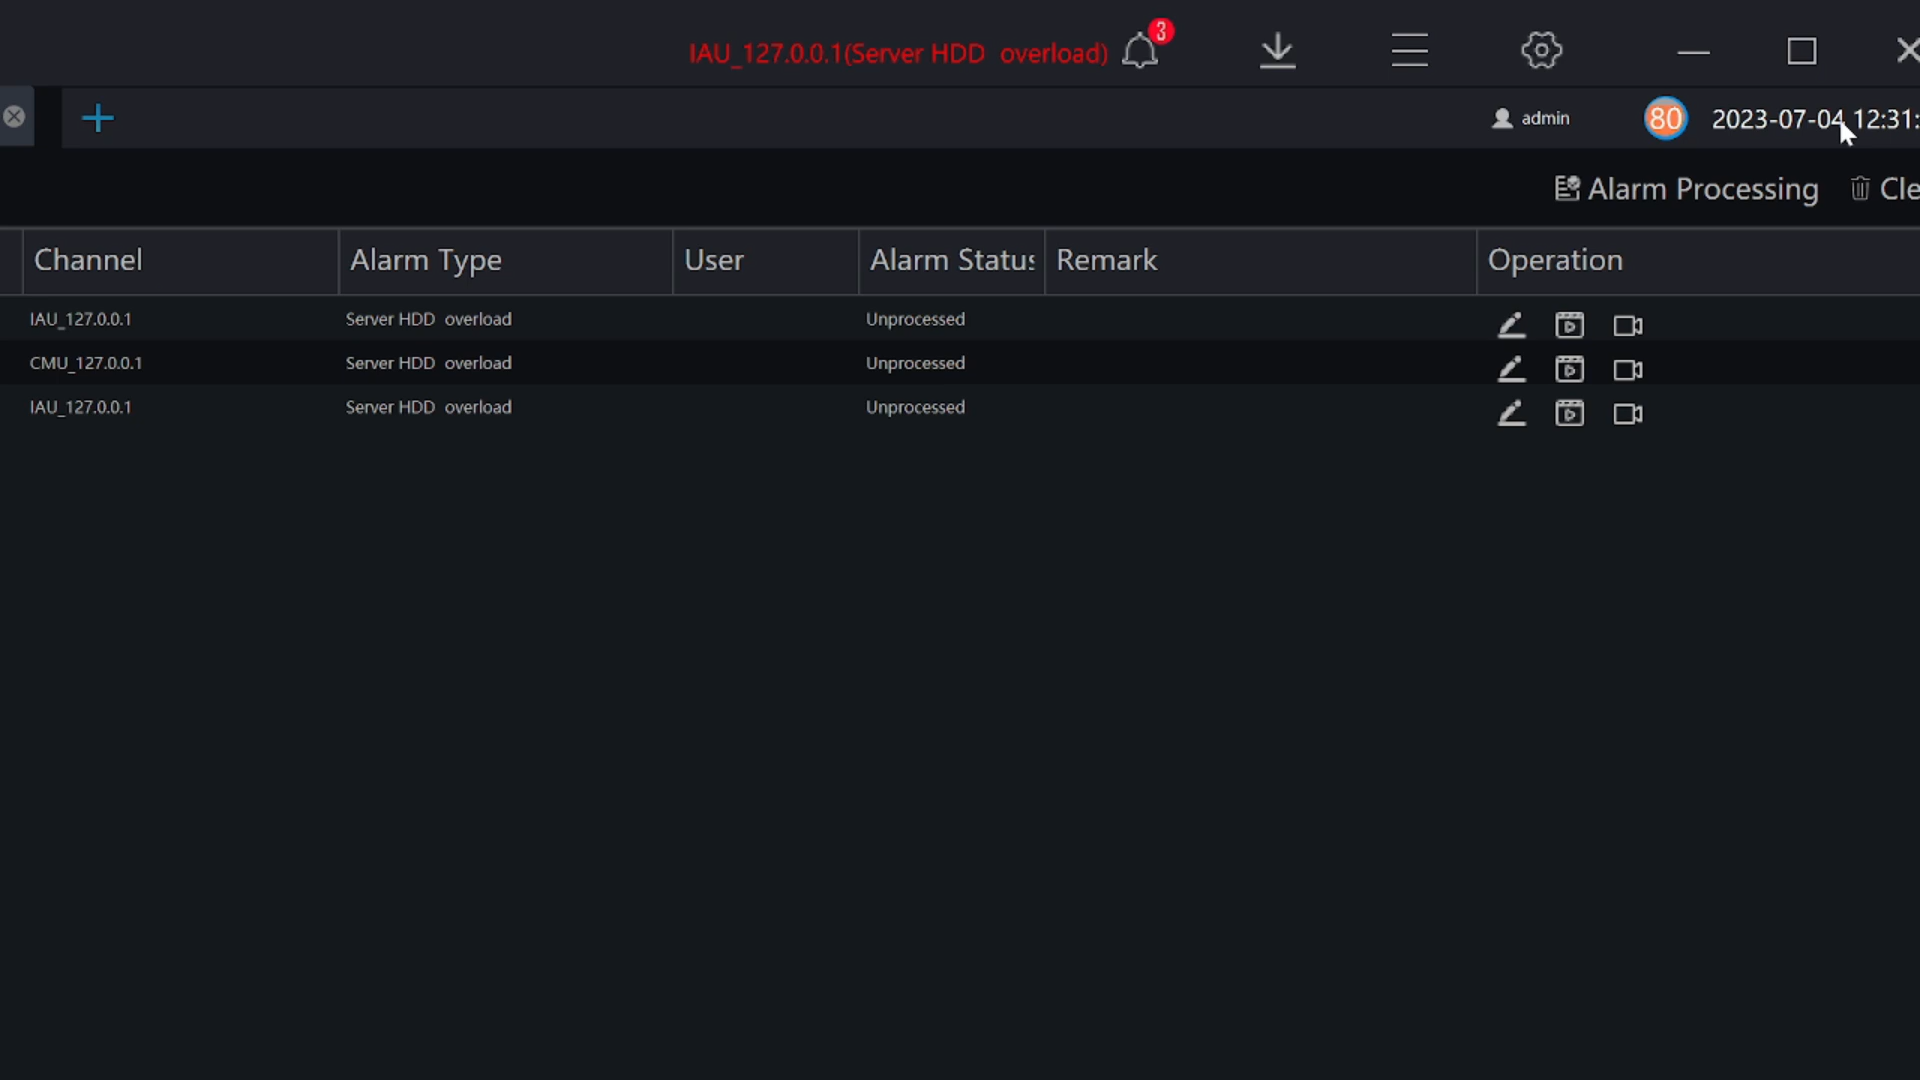 IAU_127.0.0.1(Server HDD  overload) 3
admin 80 2023-07-04 12:31:
Alarm Processing Cle
Channel Alarm Type User Alarm Status Remark Operation
IAU_127.0.0.1 Server HDD  overload Unprocessed
CMU_127.0.0.1 Server HDD  overload Unprocessed
IAU_127.0.0.1 Server HDD  overload Unprocessed